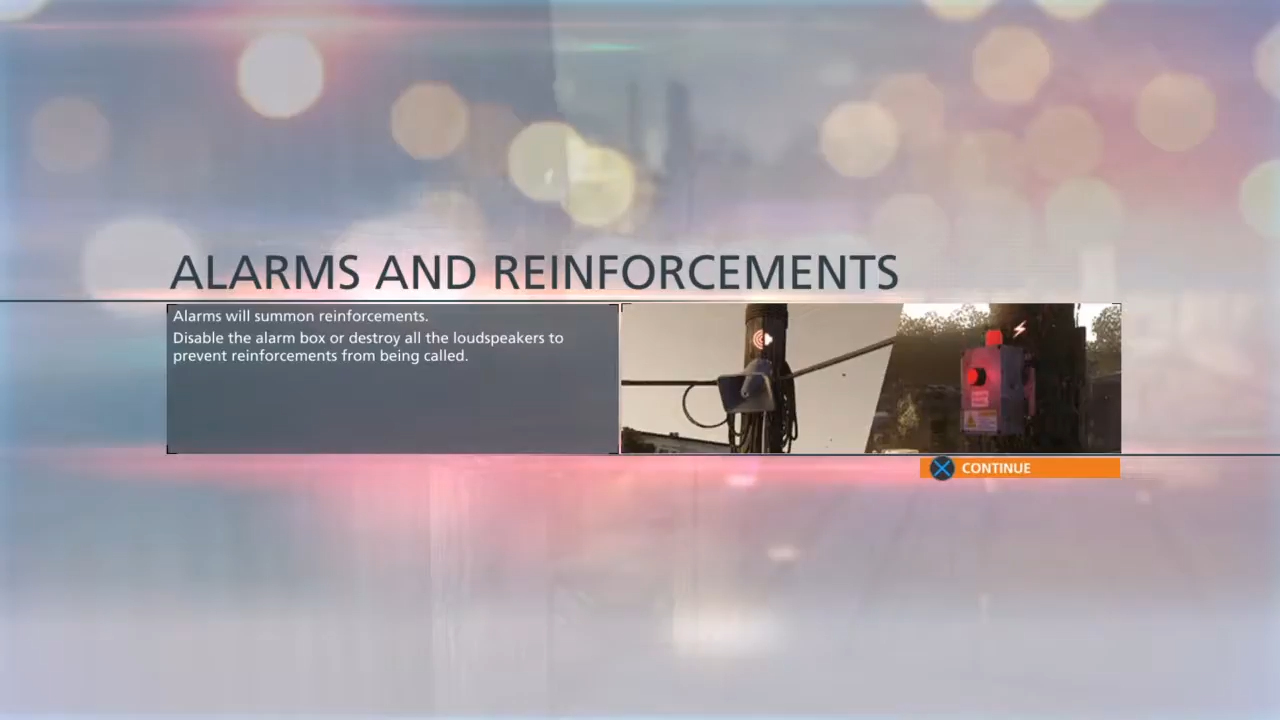 ALARMS AND REINFORCEMENTS
Alarms will summon reinforcements.
Disable the alarm box or destroy all the loudspeakers to
prevent reinforcements from being called.
CONTINUE